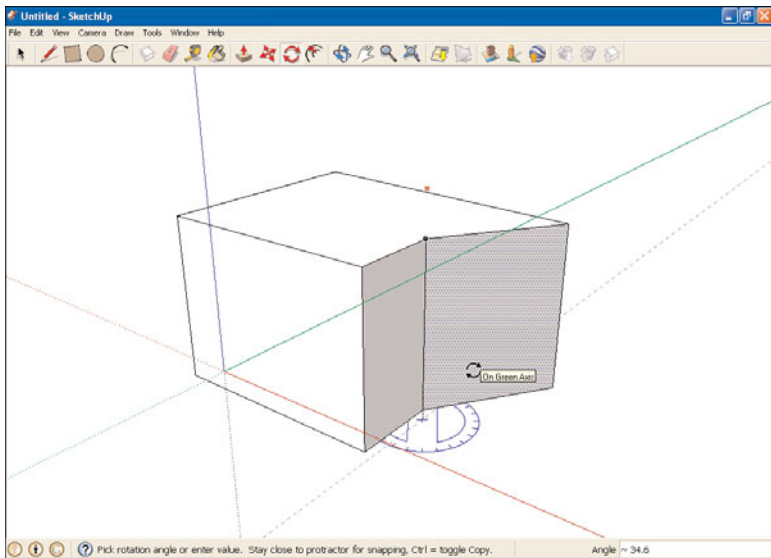 Untitled - SketchUp
File Edit View Camera Draw Tools Window Help
On Green Axis
Pick rotation angle or enter value. Stay close to protractor for snapping, Ctrl = toggle Copy.
Angle ~ 34.6